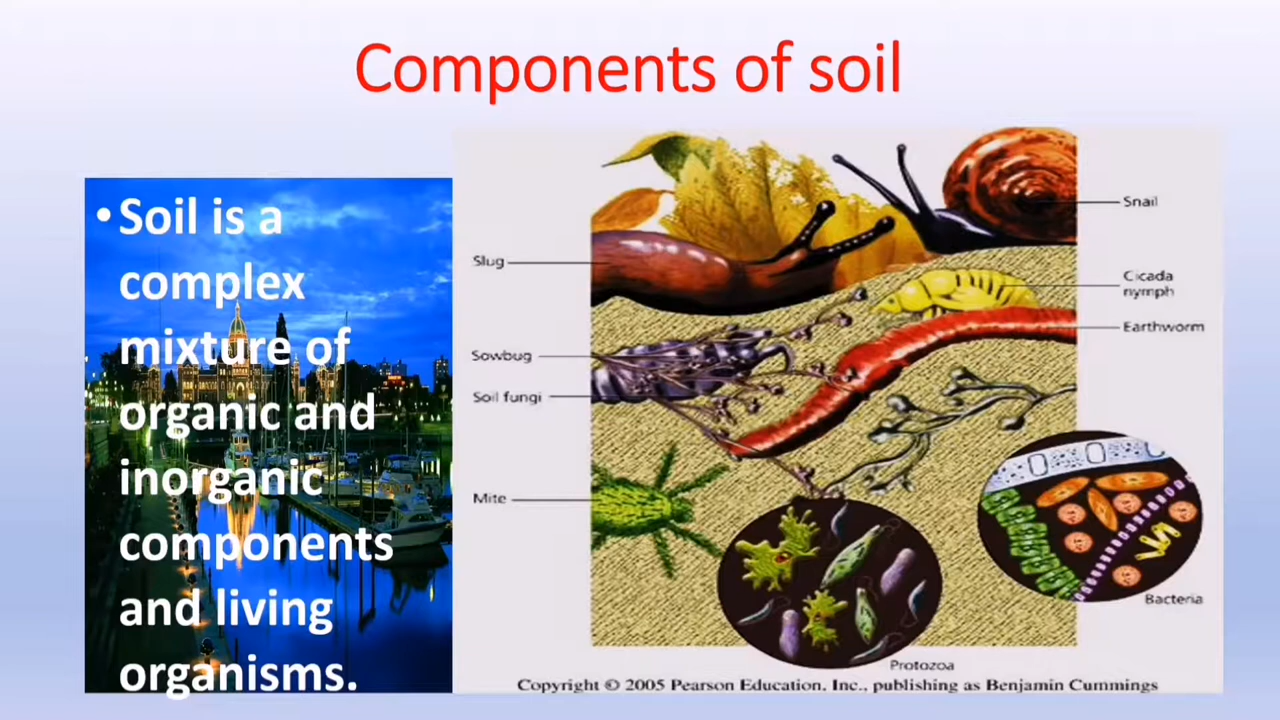 Components of soil
• Soil is a
complex
mixture of
organic and
inorganic
components
and living
organisms.
Slug
Sowbug
Soil fungi
Mite
Snail
Cicada
nymph
Earthworm
Bacteria
Protozoa
Copyright © 2005 Pearson Education, Inc., publishing as Benjamin Cummings